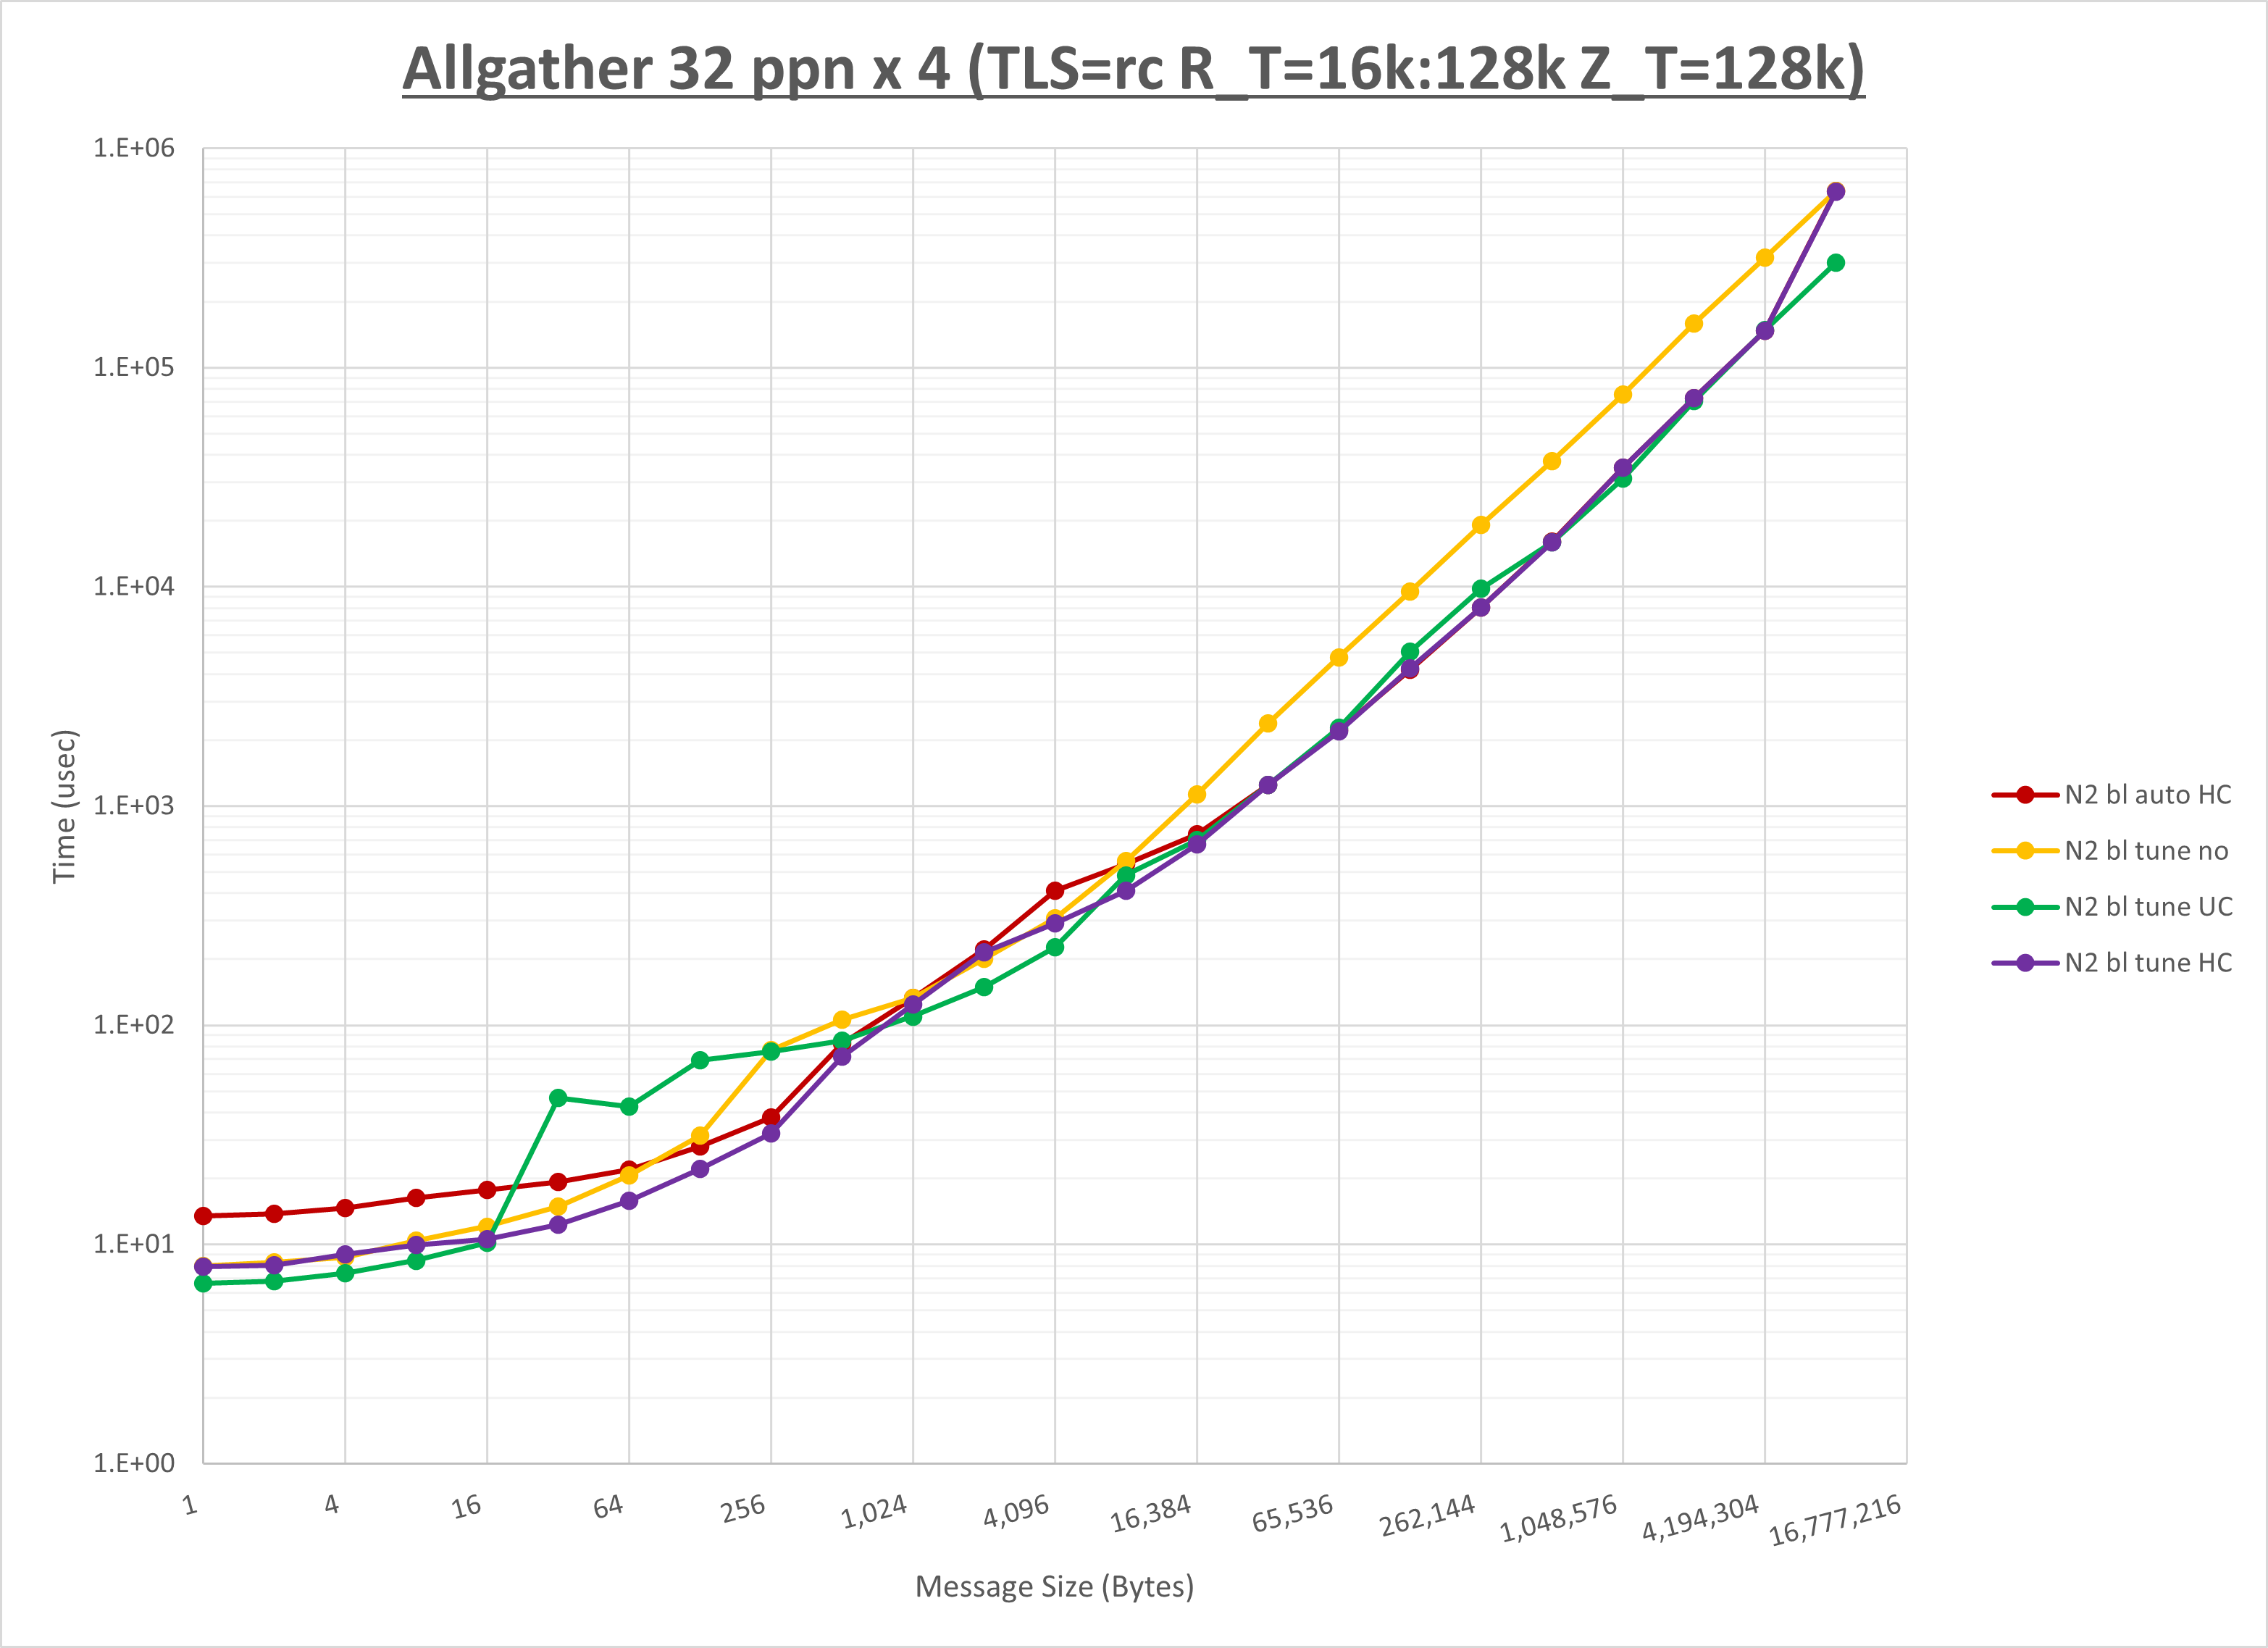 Allgather 32 ppn x 4 (TLS=rc R_T=16k:128k Z_T=128k)
1.E+06
1.E+05
1.E+04
1.E+03
1.E+02
1.E+01
1.E+00
Time (usec)
1
4
16
64
256
1,024
4,096
16,384
65,536
262,144
1,048,576
4,194,304
16,777,216
Message Size (Bytes)
N2 bl auto HC
N2 bl tune no
N2 bl tune UC
N2 bl tune HC